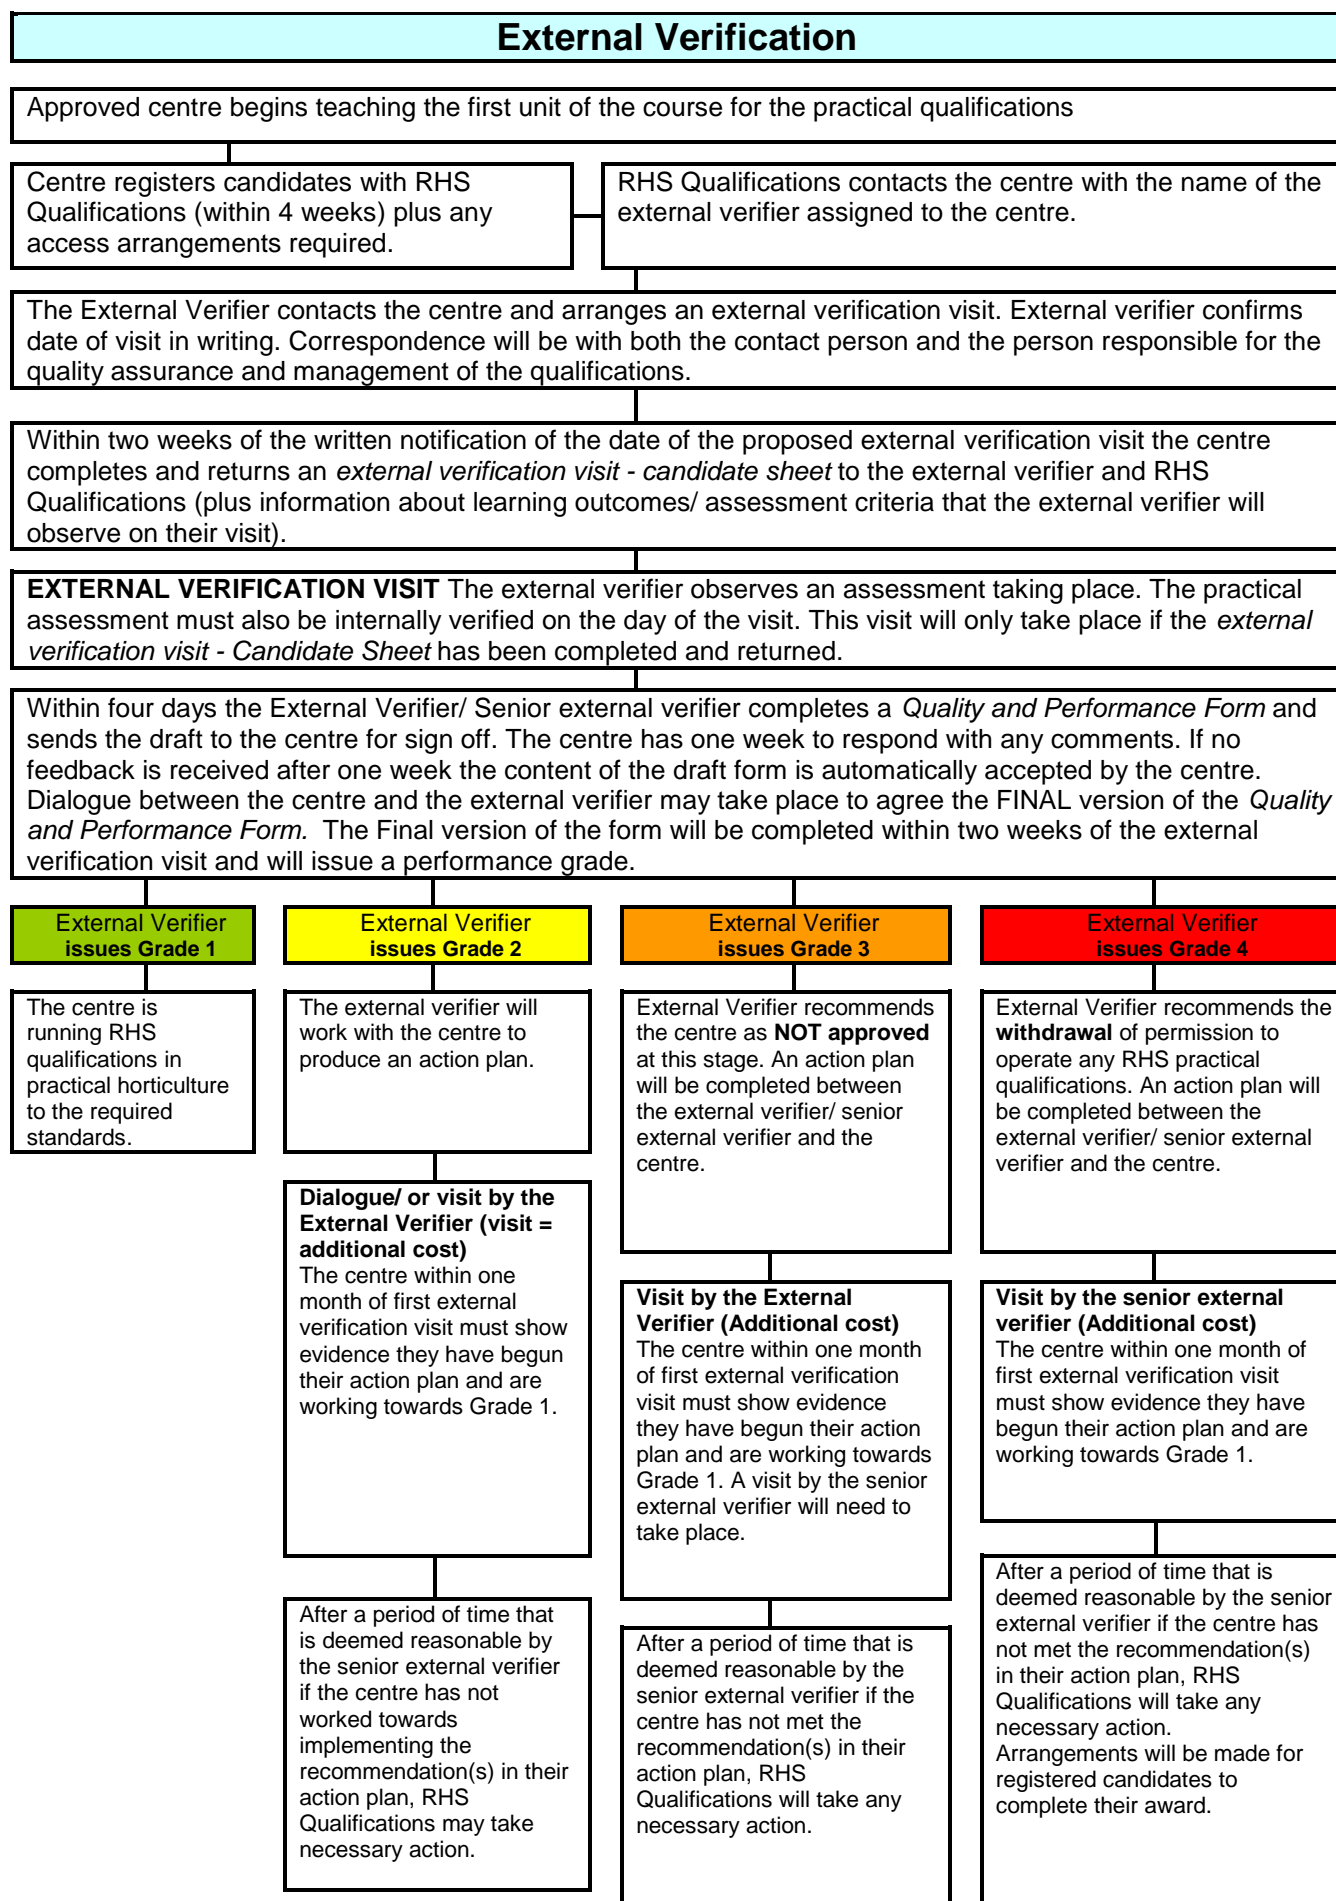 External Verification
Approved centre begins teaching the first unit of the course for the practical qualifications
Centre registers candidates with RHS
Qualifications (within 4 weeks) plus any
access arrangements required.
RHS Qualifications contacts the centre with the name of the
external verifier assigned to the centre.
The External Verifier contacts the centre and arranges an external verification visit. External verifier confirms
date of visit in writing. Correspondence will be with both the contact person and the person responsible for the
quality assurance and management of the qualifications.
Within two weeks of the written notification of the date of the proposed external verification visit the centre
completes and returns an external verification visit - candidate sheet to the external verifier and RHS
Qualifications (plus information about learning outcomes/ assessment criteria that the external verifier will
observe on their visit).
EXTERNAL VERIFICATION VISIT The external verifier observes an assessment taking place. The practical
assessment must also be internally verified on the day of the visit. This visit will only take place if the external
verification visit - Candidate Sheet has been completed and returned.
Within four days the External Verifier/ Senior external verifier completes a Quality and Performance Form and
sends the draft to the centre for sign off. The centre has one week to respond with any comments. If no
feedback is received after one week the content of the draft form is automatically accepted by the centre.
Dialogue between the centre and the external verifier may take place to agree the FINAL version of the Quality
and Performance Form. The Final version of the form will be completed within two weeks of the external
verification visit and will issue a performance grade.
External Verifier
issues Grade 1
The centre is
running RHS
qualifications in
practical horticulture
to the required
standards.
External Verifier
issues Grade 2
The external verifier will
work with the centre to
produce an action plan.
Dialogue/ or visit by the
External Verifier (visit =
additional cost)
The centre within one
month of first external
verification visit must show
evidence they have begun
their action plan and are
working towards Grade 1.
After a period of time that
is deemed reasonable by
the senior external verifier
if the centre has not
worked towards
implementing the
recommendation(s) in their
action plan, RHS
Qualifications may take
necessary action.
External Verifier
issues Grade 3
External Verifier recommends
the centre as NOT approved
at this stage. An action plan
will be completed between
the external verifier/ senior
external verifier and the
centre.
Visit by the External
Verifier (Additional cost)
The centre within one month
of first external verification
visit must show evidence
they have begun their action
plan and are working towards
Grade 1. A visit by the senior
external verifier will need to
take place.
After a period of time that is
deemed reasonable by the
senior external verifier if the
centre has not met the
recommendation(s) in their
action plan, RHS
Qualifications will take any
necessary action.
External Verifier
issues Grade 4
External Verifier recommends the
withdrawal of permission to
operate any RHS practical
qualifications. An action plan will
be completed between the
external verifier/ senior external
verifier and the centre.
Visit by the senior external
verifier (Additional cost)
The centre within one month of
first external verification visit
must show evidence they have
begun their action plan and are
working towards Grade 1.
After a period of time that is
deemed reasonable by the senior
external verifier if the centre has
not met the recommendation(s)
in their action plan, RHS
Qualifications will take any
necessary action.
Arrangements will be made for
registered candidates to
complete their award.